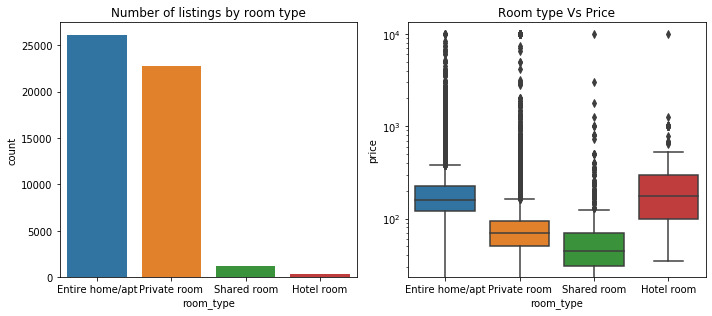 Number of listings by room type
25000
20000
15000
10000
5000
0
count
Entire home/apt Private room Shared room Hotel room
room_type
Room type Vs Price
10^4
10^3
10^2
price
Entire home/apt Private room Shared room Hotel room
room_type